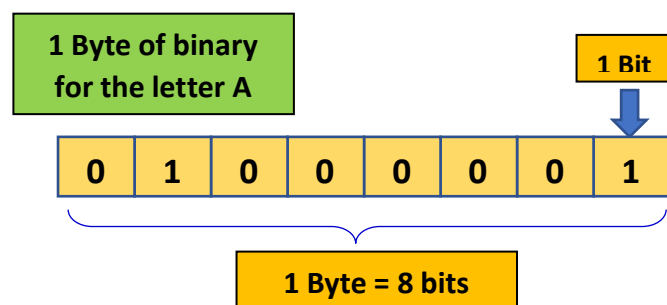 1 Byte of binary
for the letter A
1 Bit
0 1 0 0 0 0 0 1
1 Byte = 8 bits